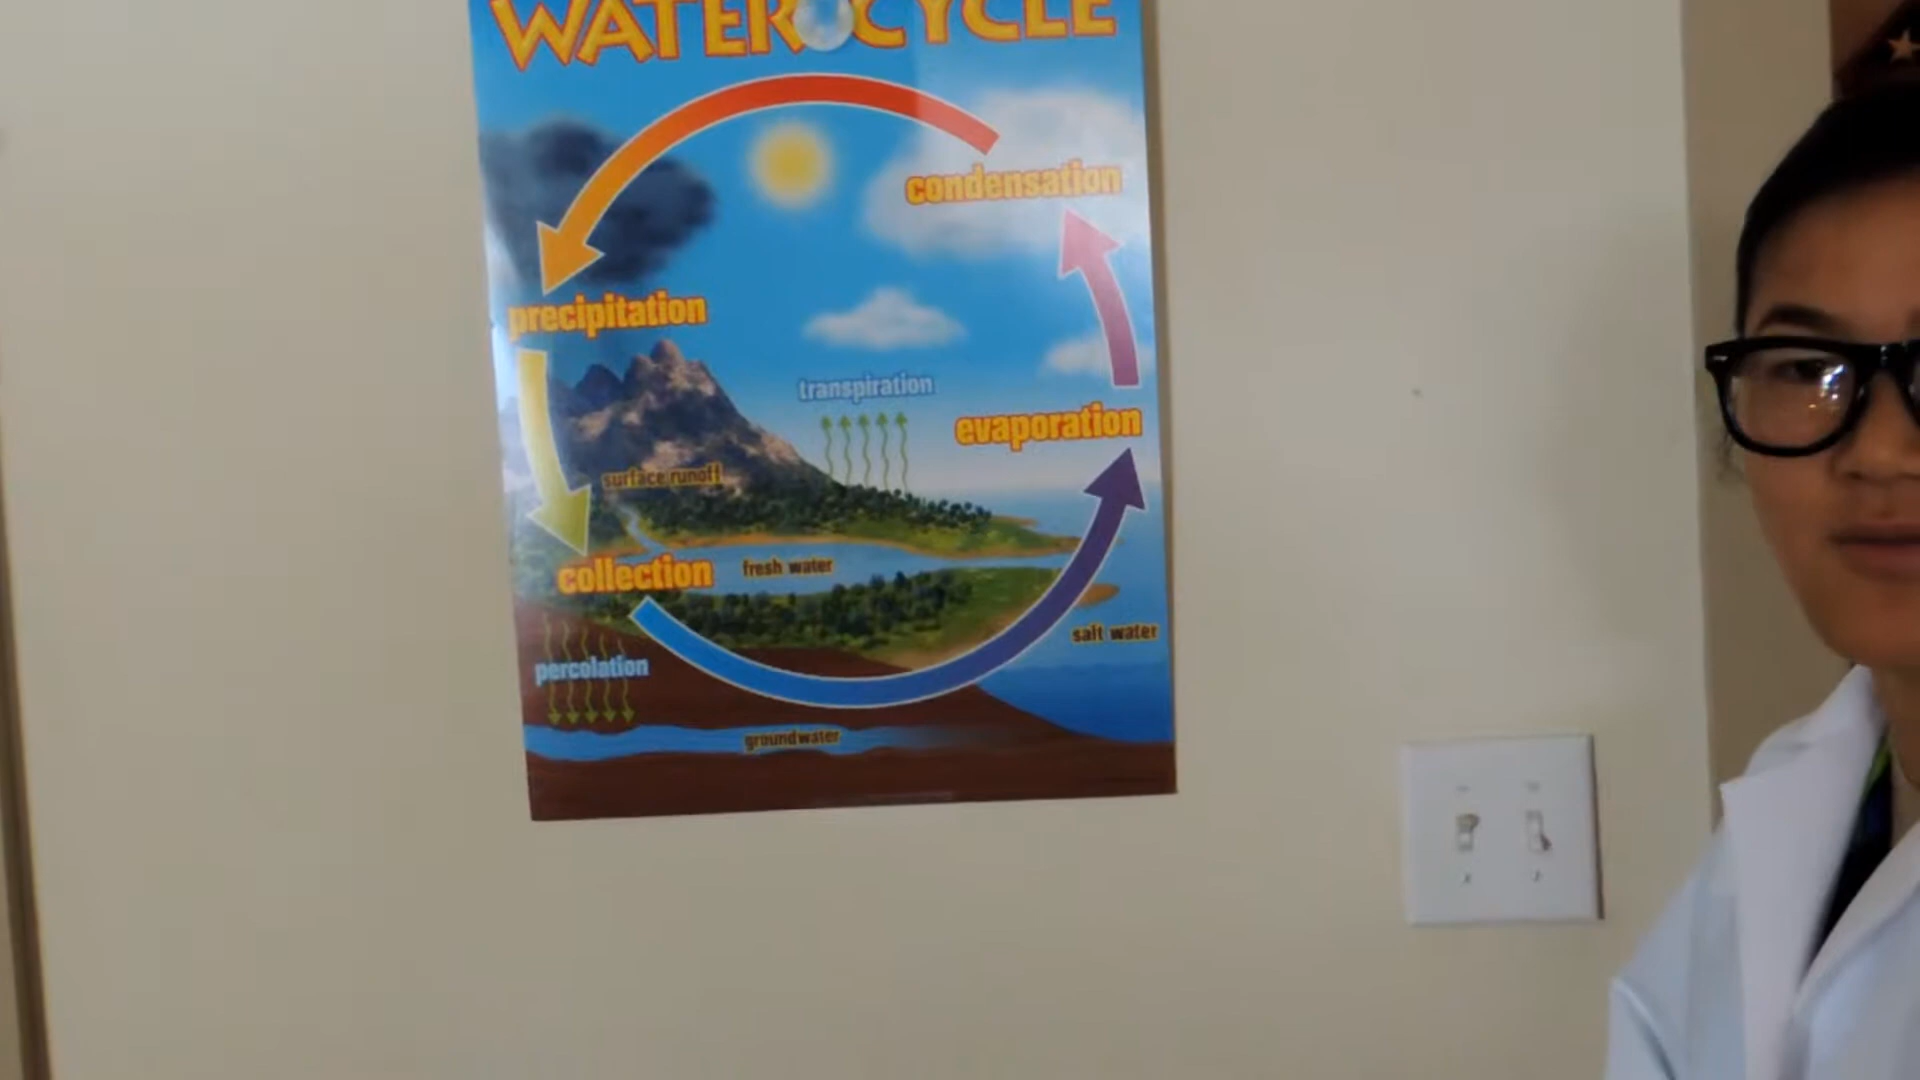 WATER CYCLE
condensation
precipitation
transpiration
evaporation
surface runoff
collection
fresh water
salt water
percolation
groundwater